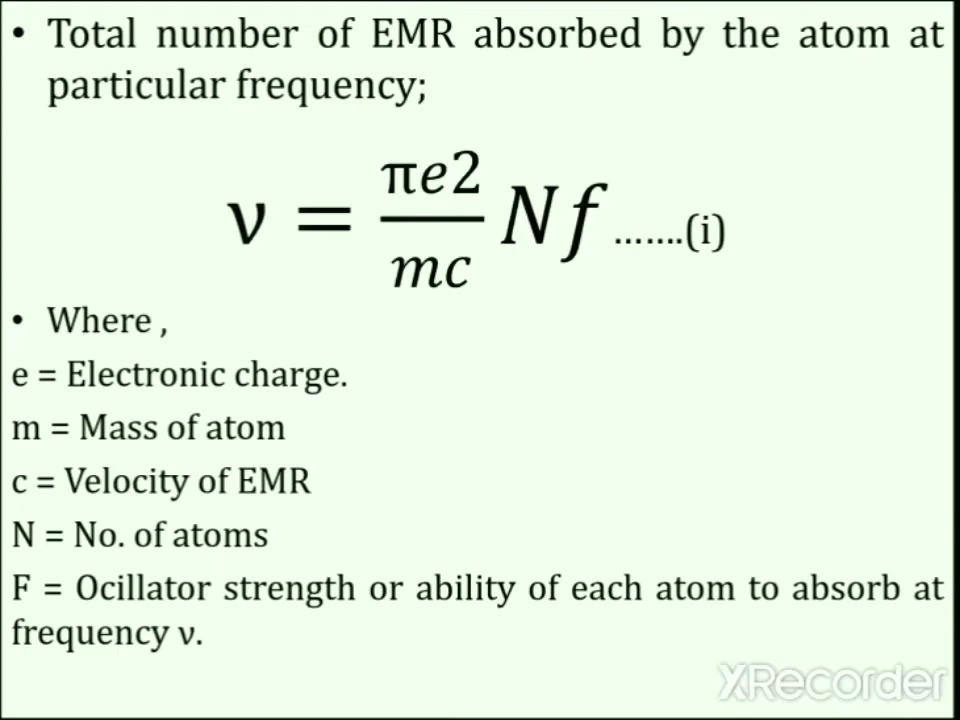 • Total number of EMR absorbed by the atom at
particular frequency;
ν = πe2/mc Nf …….(i)
• Where ,
e = Electronic charge.
m = Mass of atom
c = Velocity of EMR
N = No. of atoms
F = Ocillator strength or ability of each atom to absorb at
frequency ν.
XRecorder